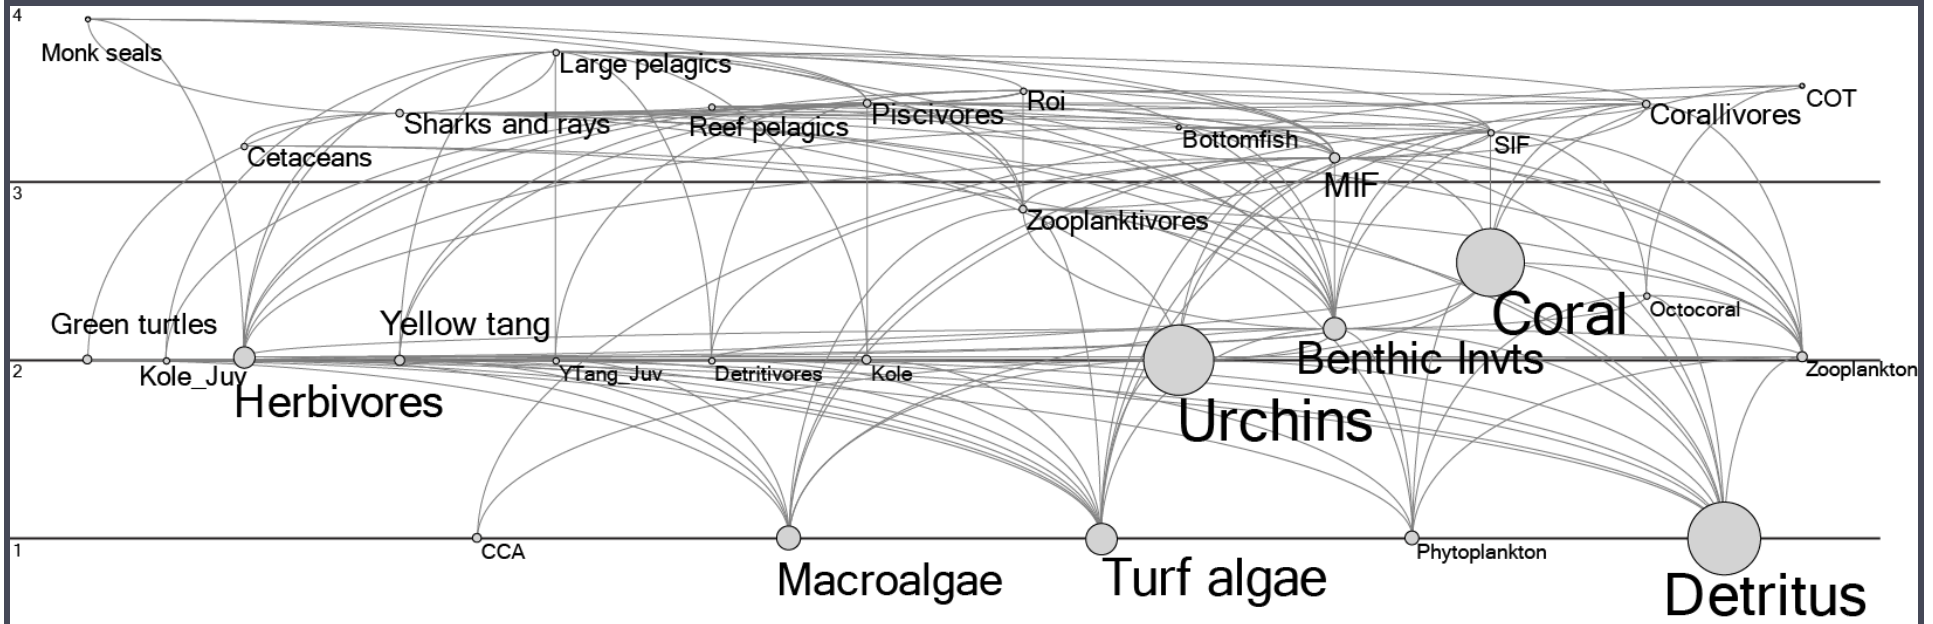 4
Monk seals
Large pelagics
COT
Roi
Piscivores
Corallivores
Sharks and rays
Reef pelagics
Bottomfish
SIF
Cetaceans
MIF
3
Zooplanktivores
Octocoral
Coral
Green turtles
Yellow tang
Benthic Invts
2
Kole_Juv
YTang_Juv
Detritivores
Kole
Zooplankton
Herbivores
Urchins
1
CCA
Phytoplankton
Macroalgae
Turf algae
Detritus